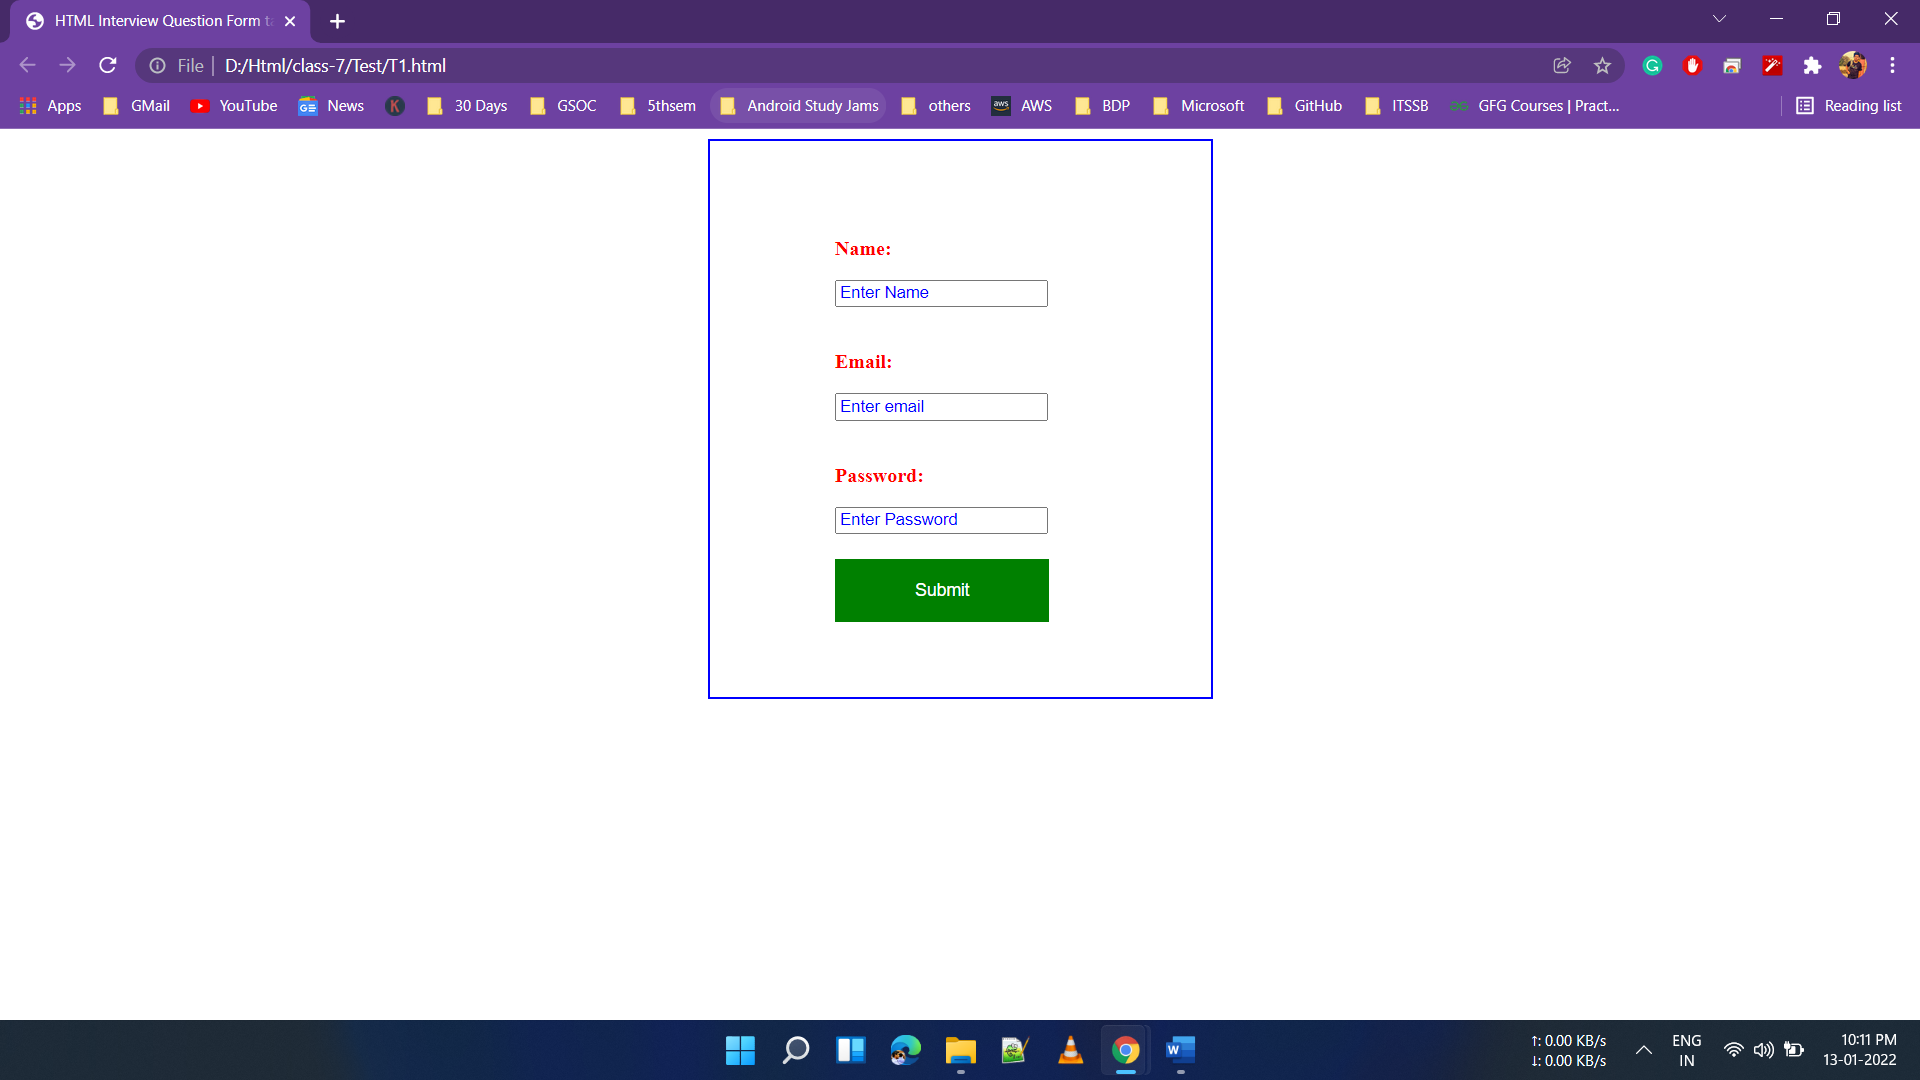 HTML Interview Question Form t
File | D:/Html/class-7/Test/T1.html
Apps GMail YouTube News K 30 Days GSOC 5thsem Android Study Jams others aws AWS BDP Microsoft GitHub ITSSB GFG Courses | Pract... Reading list
Name:
Enter Name
Email:
Enter email
Password:
Enter Password
Submit
↑: 0.00 KB/s ENG 10:11 PM
↓: 0.00 KB/s IN 13-01-2022